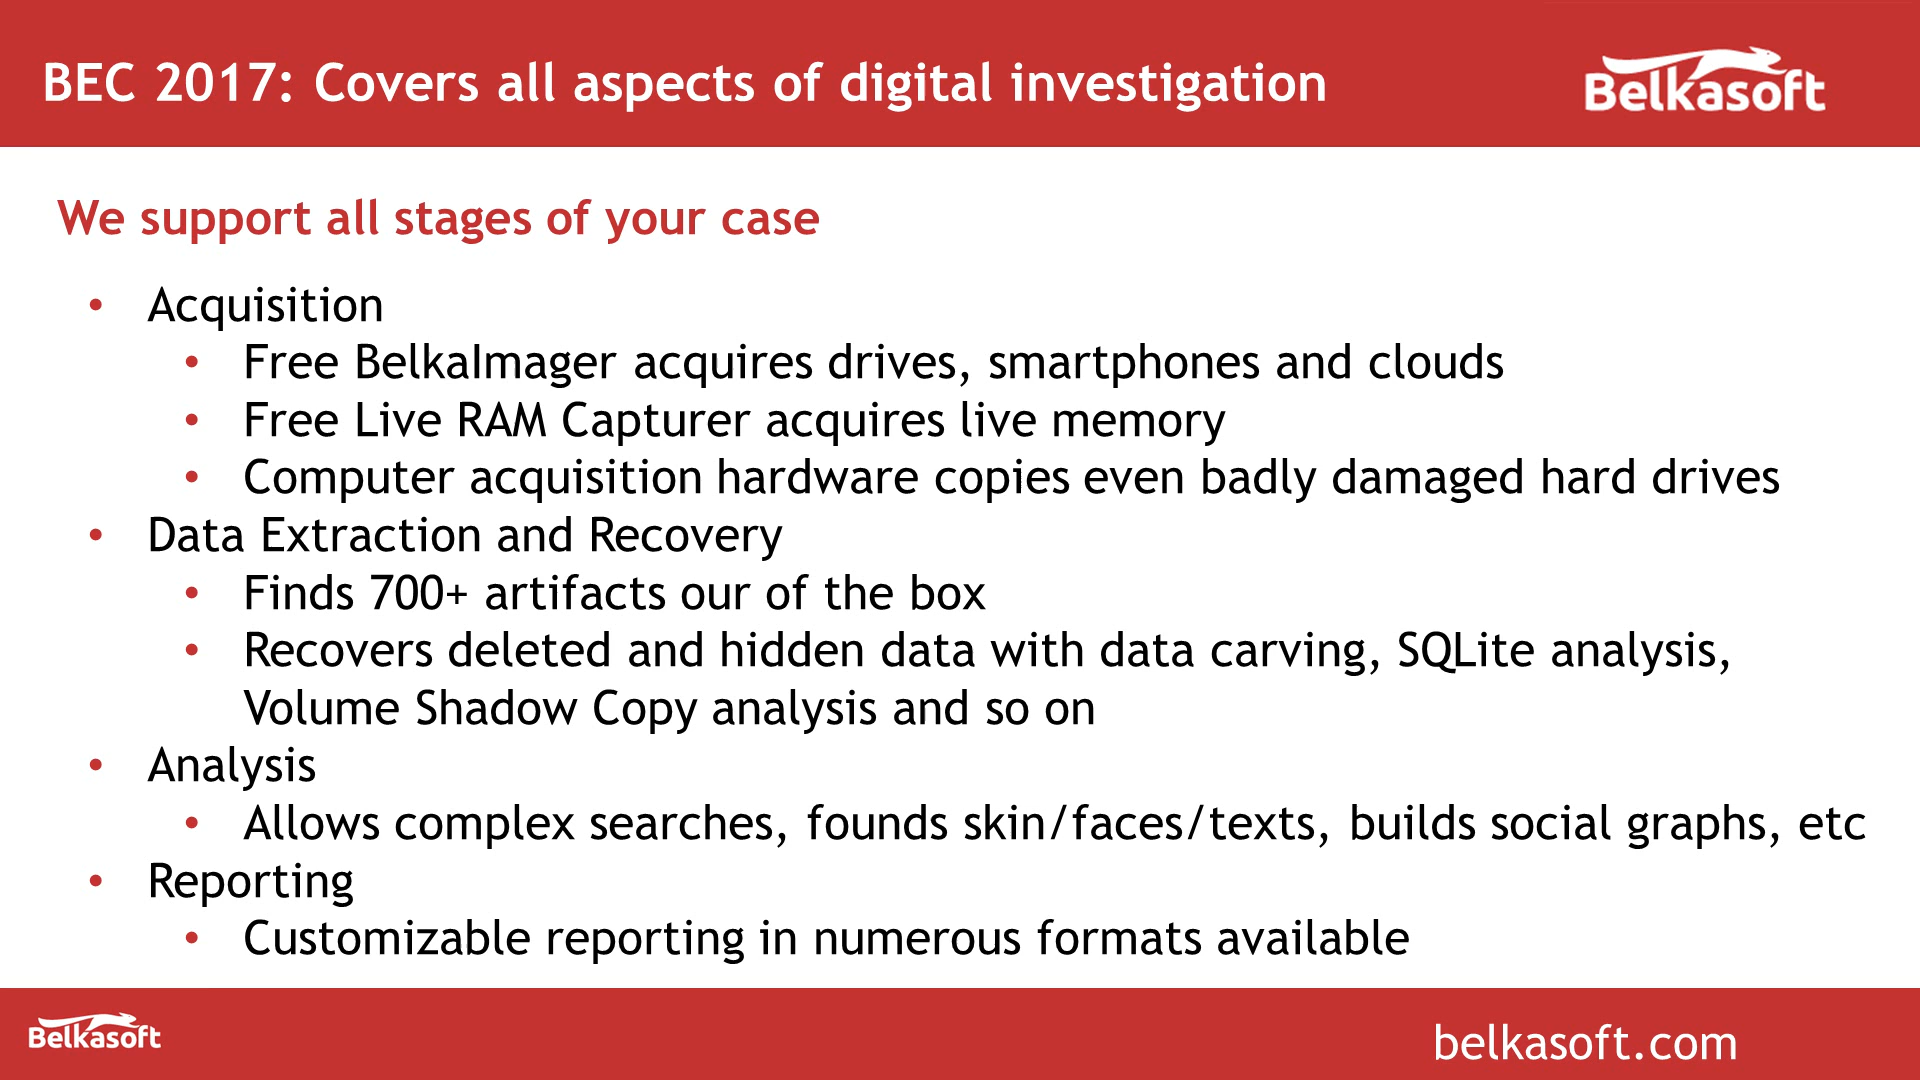 BEC 2017: Covers all aspects of digital investigation
Belkasoft
We support all stages of your case
• Acquisition
• Free BelkaImager acquires drives, smartphones and clouds
• Free Live RAM Capturer acquires live memory
• Computer acquisition hardware copies even badly damaged hard drives
• Data Extraction and Recovery
• Finds 700+ artifacts our of the box
• Recovers deleted and hidden data with data carving, SQLite analysis,
Volume Shadow Copy analysis and so on
• Analysis
• Allows complex searches, founds skin/faces/texts, builds social graphs, etc
• Reporting
• Customizable reporting in numerous formats available
Belkasoft
belkasoft.com